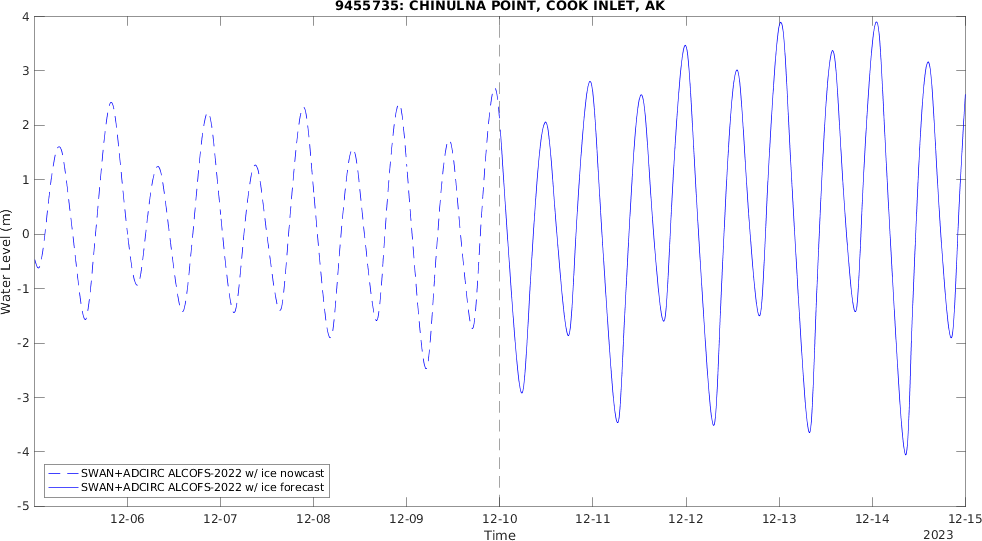 9455735: CHINULNA POINT, COOK INLET, AK
4
3
2
1
0
-1
-2
-3
-4
-5
Water Level (m)
SWAN+ADCIRC ALCOFS-2022 w/ ice nowcast
SWAN+ADCIRC ALCOFS-2022 w/ ice forecast
12-06 12-07 12-08 12-09 12-10 12-11 12-12 12-13 12-14 12-15
Time
2023